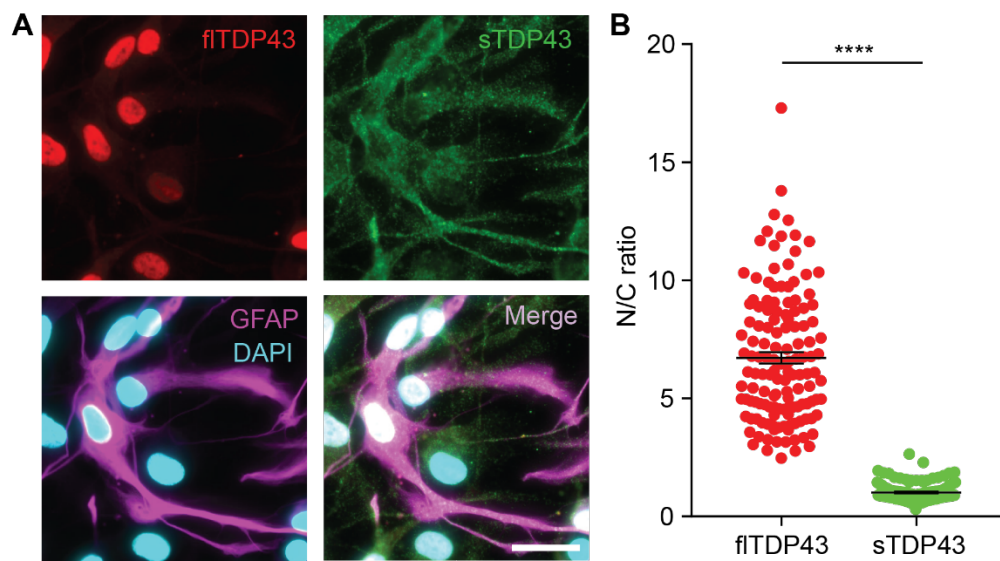 A
flTDP43
sTDP43
GFAP
DAPI
Merge
B
20
15
10
5
0
N/C ratio
****
flTDP43
sTDP43